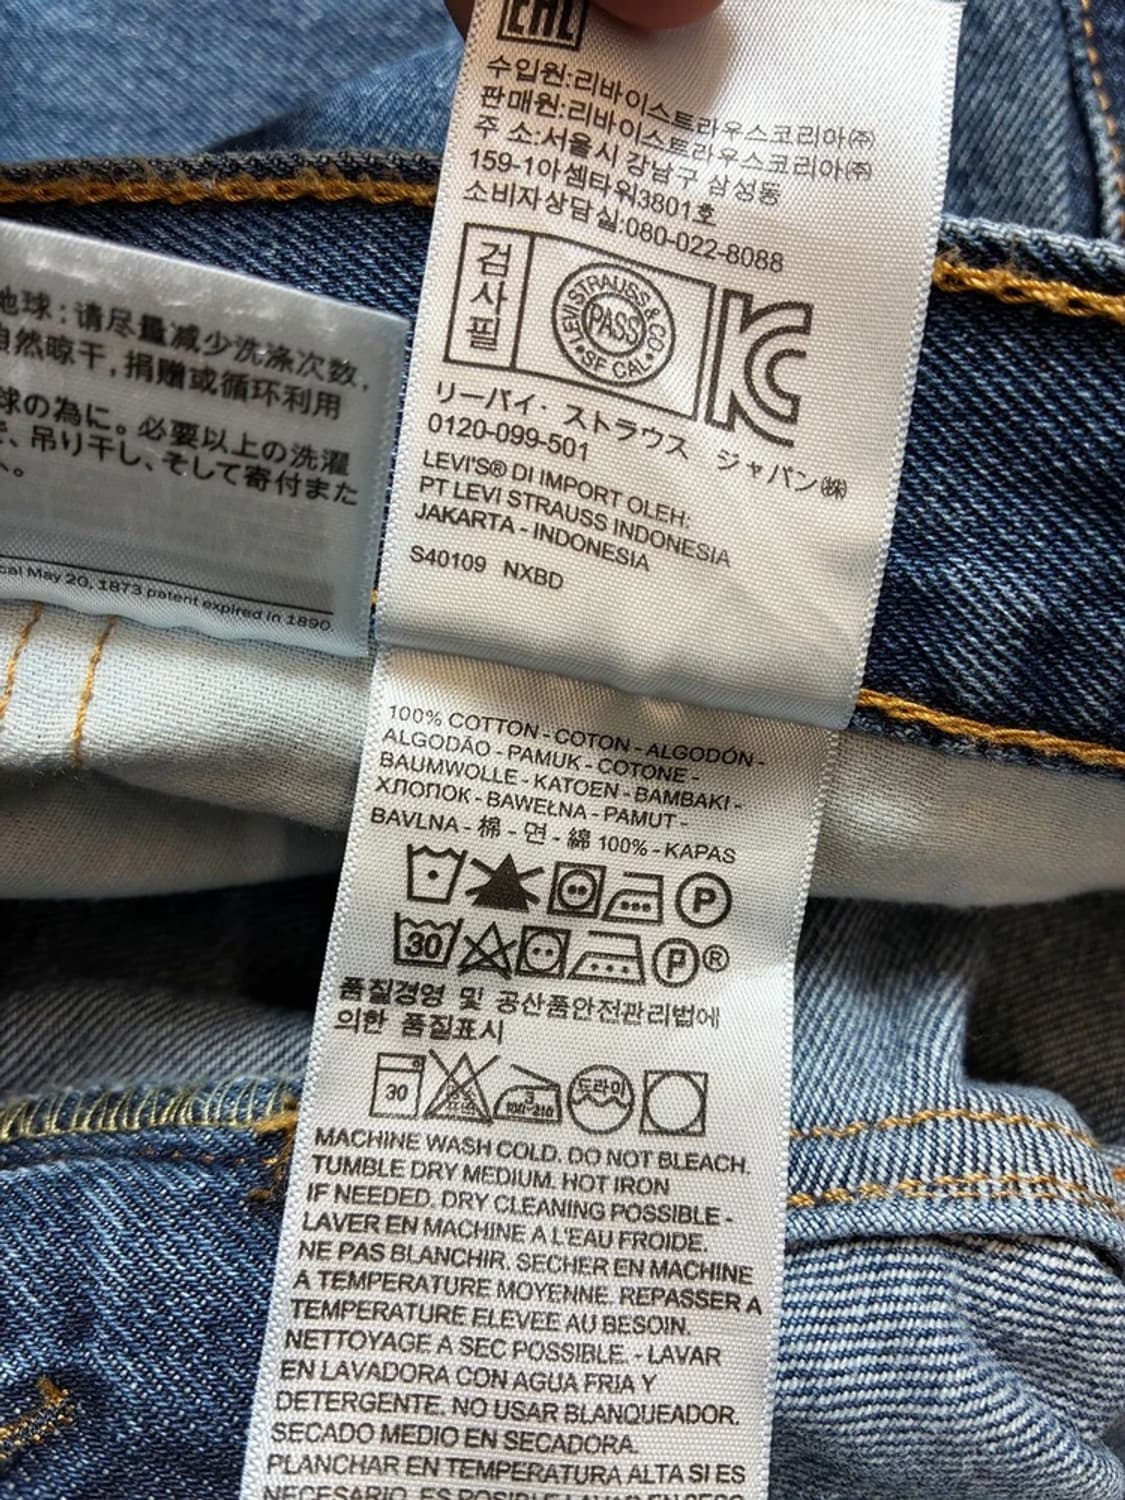 EAC
수입원:리바이스트라우스코리아㈜
판매원:리바이스트라우스코리아㈜
주 소:서울시 강남구 삼성동
159-1아셈타워3801호
소비자상담실:080-022-8088
검사필
LEVI STRAUSS & CO
PASS
SF CAL
リーバイ・ストラウス ジャパン㈱
0120-099-501
LEVI'S® DI IMPORT OLEH:
PT LEVI STRAUSS INDONESIA
JAKARTA - INDONESIA
S40109 NXBD
地球:请尽量减少洗涤次数,
自然晾干,捐赠或循环利用
球の為に。必要以上の洗濯
、吊り干し、そして寄付また
、。
May 20, 1873 patent expired in 1890.
100% COTTON - COTON - ALGODÓN -
ALGODÃO - PAMUK - COTONE -
BAUMWOLLE - KATOEN - BAMBAKI -
ХЛОПОК - BAWEŁNA - PAMUT -
BAVLNA - 棉 - 면 - 綿 100% - KAPAS
P
30 P ®
품질경영 및 공산품안전관리법에
의한 품질표시
30 3 드라이
MACHINE WASH COLD. DO NOT BLEACH.
TUMBLE DRY MEDIUM. HOT IRON
IF NEEDED. DRY CLEANING POSSIBLE -
LAVER EN MACHINE A L'EAU FROIDE.
NE PAS BLANCHIR. SECHER EN MACHINE
A TEMPERATURE MOYENNE. REPASSER A
TEMPERATURE ELEVEE AU BESOIN.
NETTOYAGE A SEC POSSIBLE. - LAVAR
EN LAVADORA CON AGUA FRIA Y
DETERGENTE. NO USAR BLANQUEADOR.
SECADO MEDIO EN SECADORA.
PLANCHAR EN TEMPERATURA ALTA SI ES
NECESARIO. ES POSIBLE LAVAR EN SECO